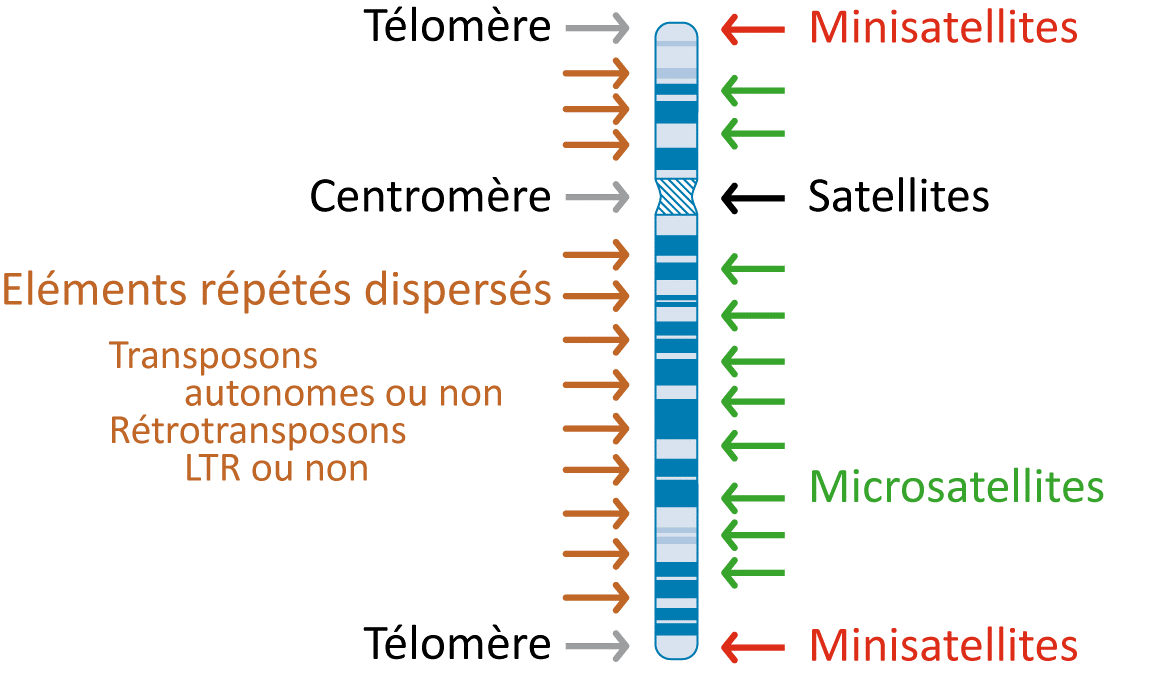 Télomère
Minisatellites
Centromère
Satellites
Eléments répétés dispersés
Transposons
autonomes ou non
Rétrotransposons
LTR ou non
Microsatellites
Télomère
Minisatellites